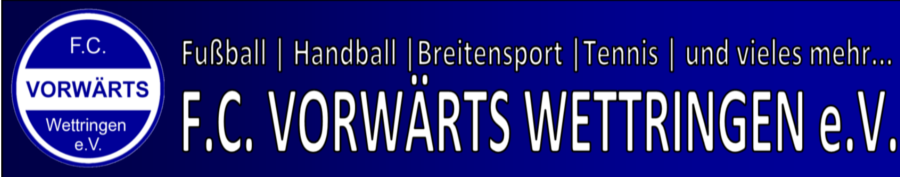 F.C.
VORWÄRTS
Wettringen
e.V.
Fußball | Handball |Breitensport |Tennis | und vieles mehr...
F.C. VORWÄRTS WETTRINGEN e.V.